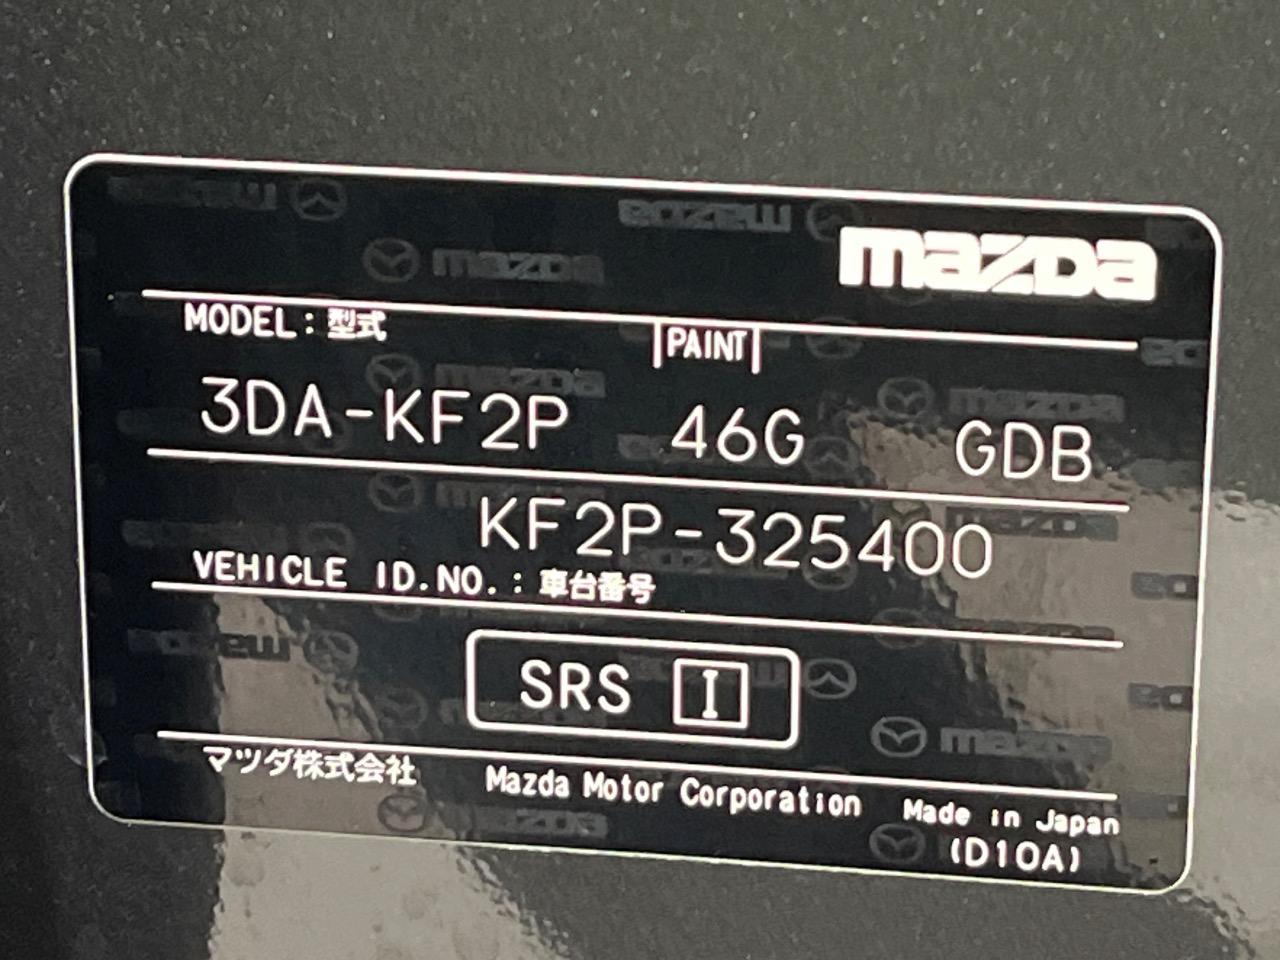 mazda
MODEL : 型式 PAINT
3DA-KF2P 46G GDB
KF2P-325400
VEHICLE ID.NO. : 車台番号
SRS I
マツダ株式会社 Mazda Motor Corporation Made in Japan
(D10A)